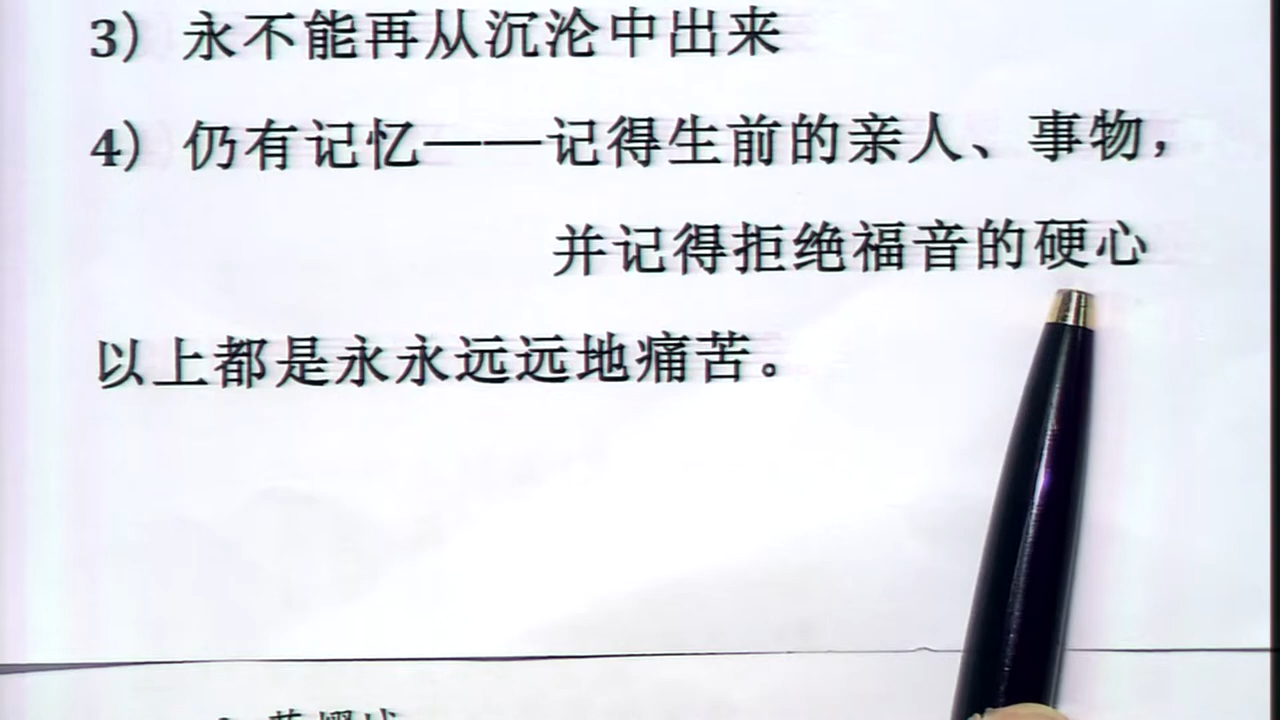 3） 永不能再从沉沦中出来
4） 仍有记忆——记得生前的亲人、事物，
并记得拒绝福音的硬心
以上都是永永远远地痛苦。